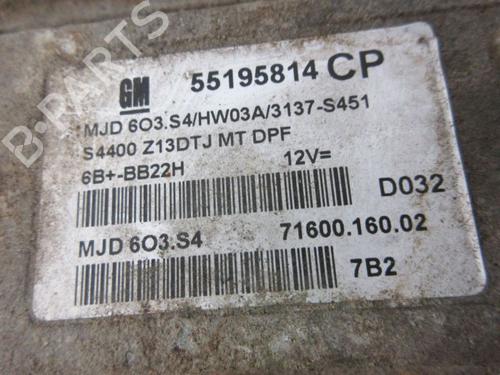 B-PARTS
GM 55195814 CP
MJD 6O3.S4/HW03A/3137-S451
S4400 Z13DTJ MT DPF
6B+-BB22H 12V=
D032
MJD 6O3.S4 71600.160.02
7B2